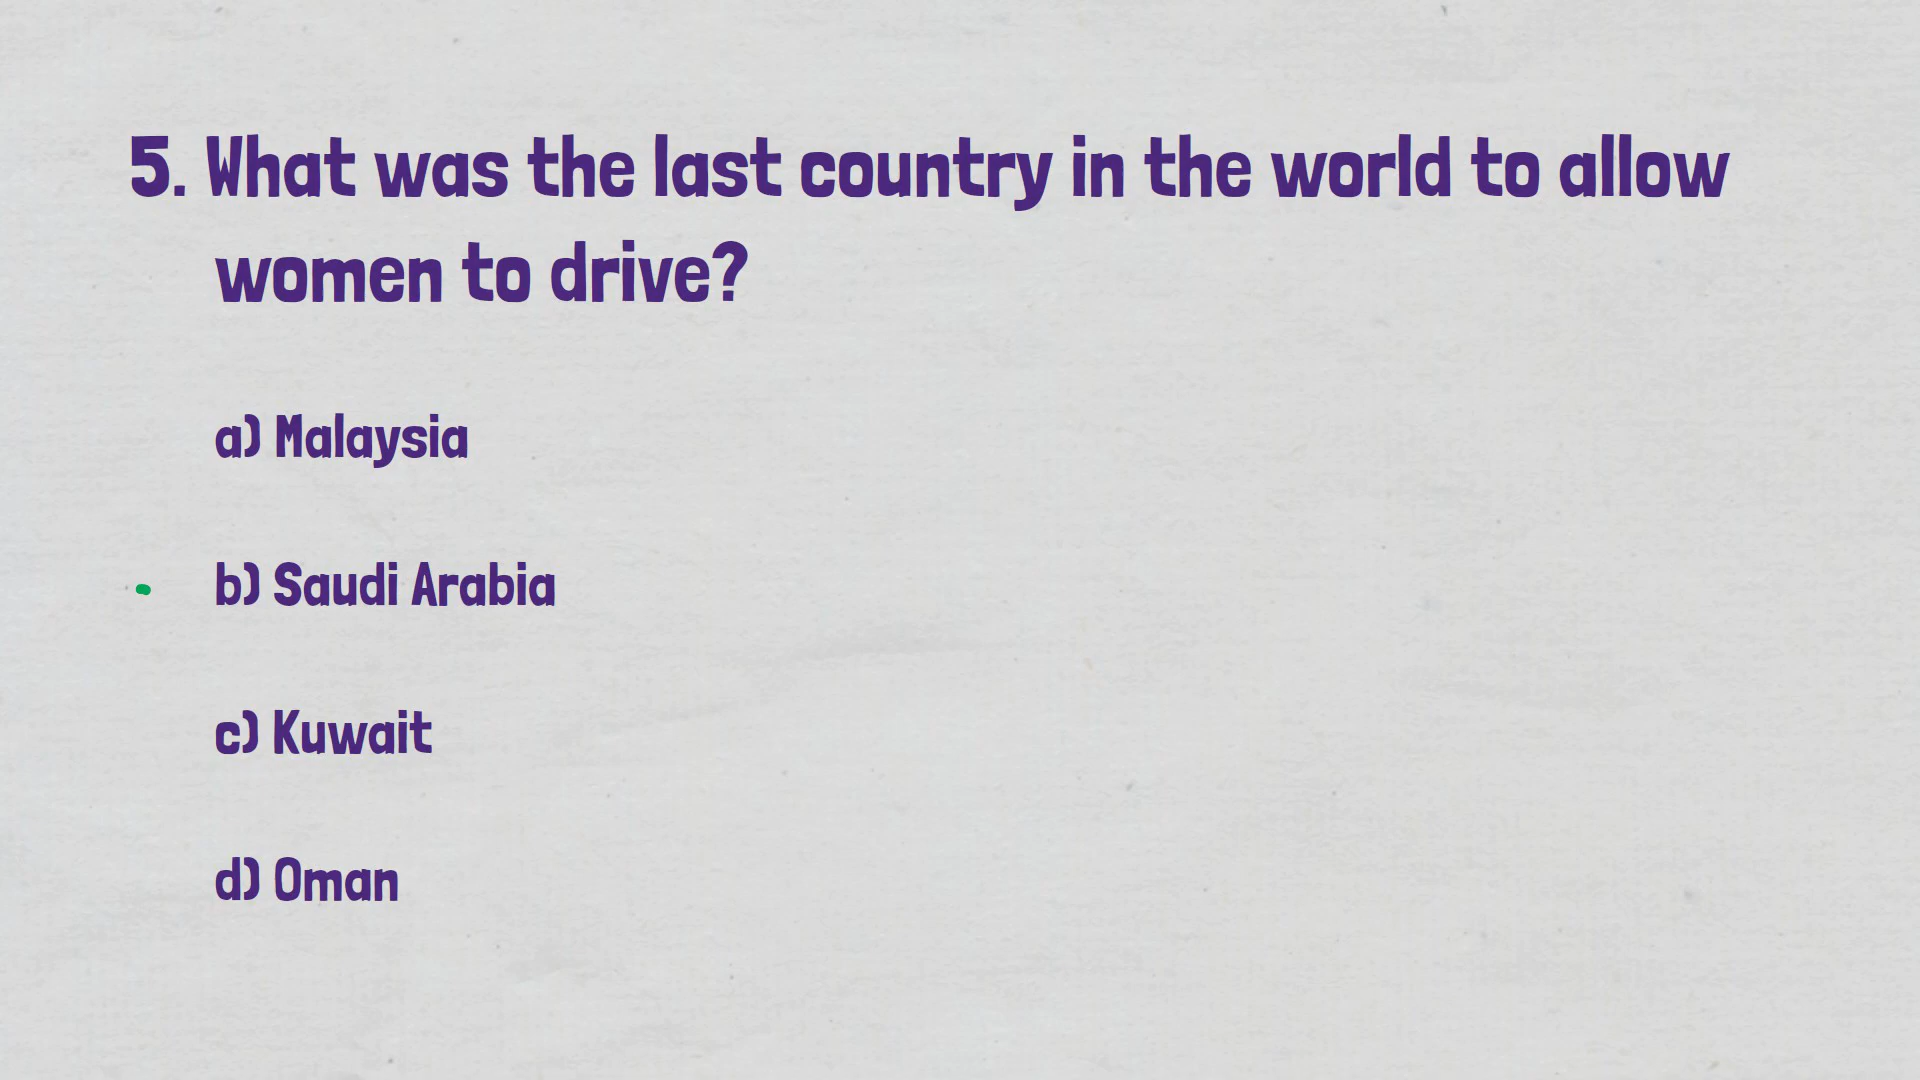 5. What was the last country in the world to allow
women to drive?
a) Malaysia
b) Saudi Arabia
c) Kuwait
d) Oman